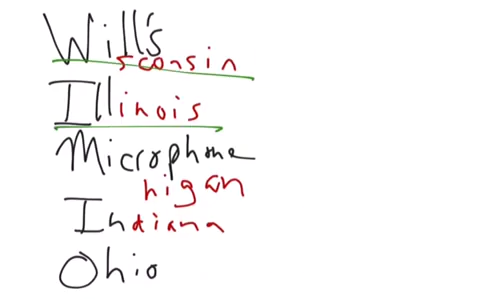 Will's
sconsin
Illinois
Microphone
higan
Indiana
Ohio